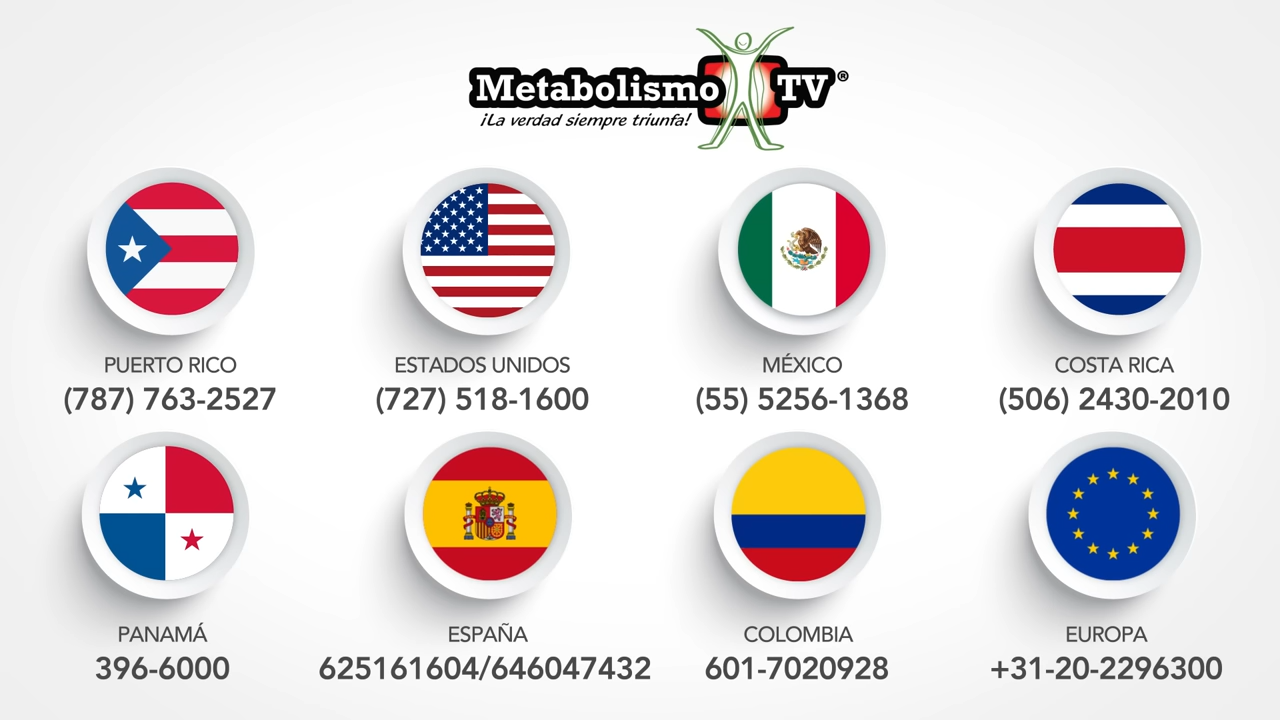 Metabolismo TV®
¡La verdad siempre triunfa!
PUERTO RICO
(787) 763-2527
ESTADOS UNIDOS
(727) 518-1600
MÉXICO
(55) 5256-1368
COSTA RICA
(506) 2430-2010
PANAMÁ
396-6000
ESPAÑA
625161604/646047432
COLOMBIA
601-7020928
EUROPA
+31-20-2296300